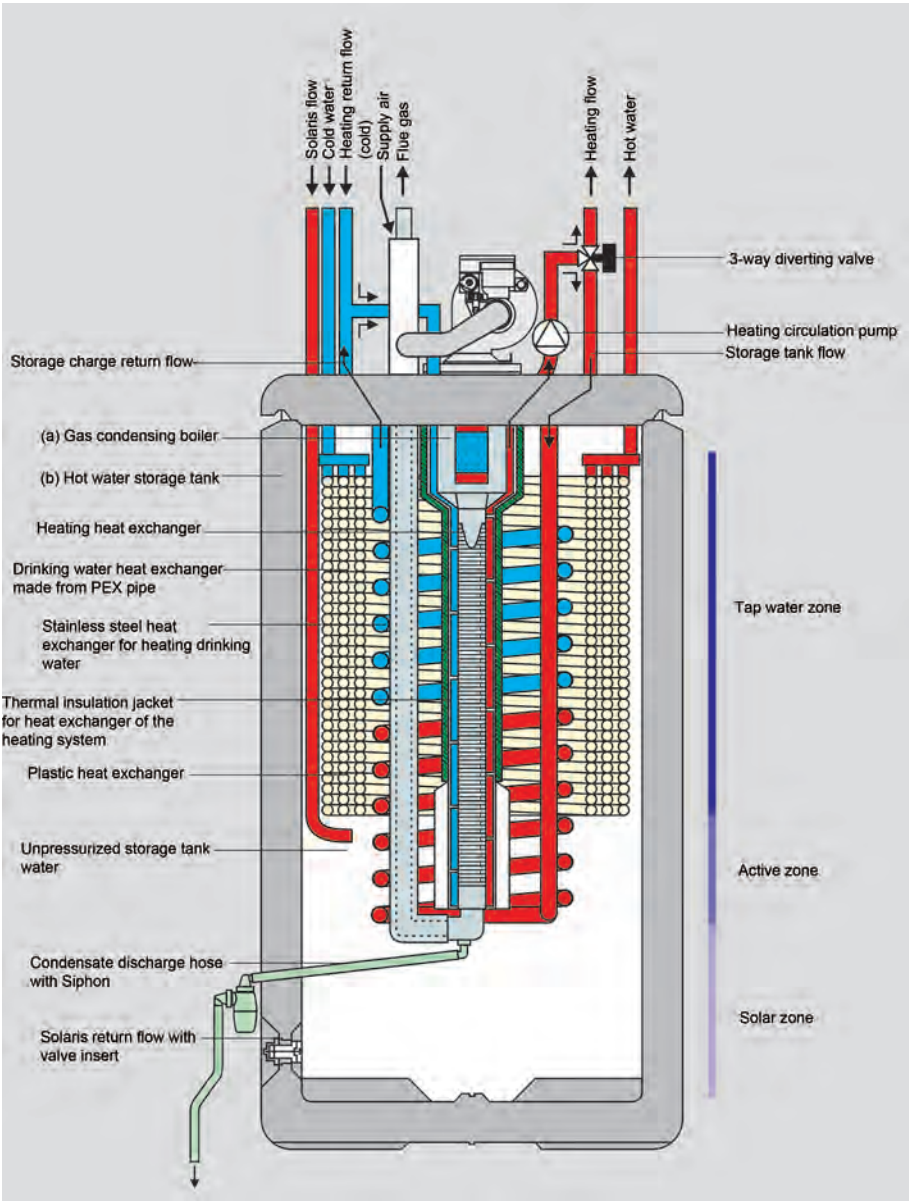 Solaris flow
Cold water
Heating return flow
(cold)
Supply air
Flue gas
Heating flow
Hot water
3-way diverting valve
Heating circulation pump
Storage tank flow
Storage charge return flow
(a) Gas condensing boiler
(b) Hot water storage tank
Heating heat exchanger
Drinking water heat exchanger
made from PEX pipe
Stainless steel heat
exchanger for heating drinking
water
Thermal insulation jacket
for heat exchanger of the
heating system
Plastic heat exchanger
Unpressurized storage tank
water
Condensate discharge hose
with Siphon
Solaris return flow with
valve insert
Tap water zone
Active zone
Solar zone